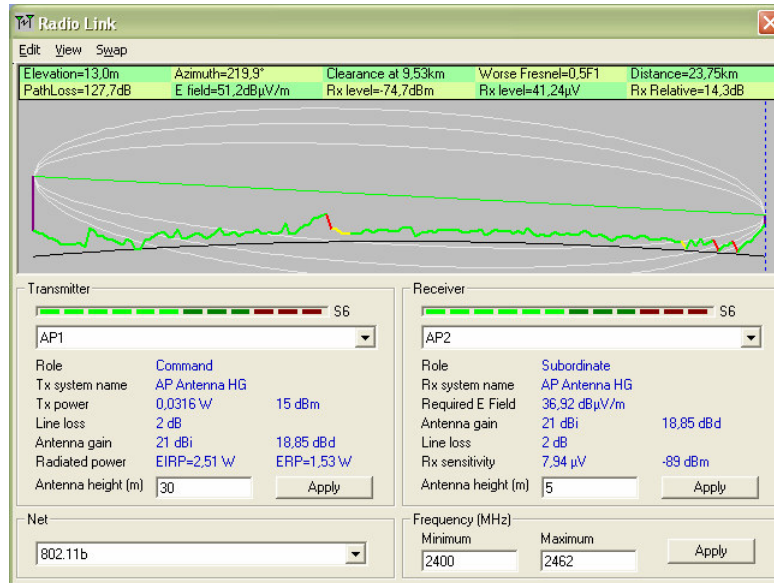 Radio Link
Edit View Swap
Elevation=13,0m Azimuth=219,9° Clearance at 9,53km Worse Fresnel=0,5F1 Distance=23,75km
PathLoss=127,7dB E field=51,2dBµV/m Rx level=-74,7dBm Rx level=41,24µV Rx Relative=14,3dB
Transmitter
S6
AP1
Role Command
Tx system name AP Antenna HG
Tx power 0,0316 W 15 dBm
Line loss 2 dB
Antenna gain 21 dBi 18,85 dBd
Radiated power EIRP=2,51 W ERP=1,53 W
Antenna height (m) 30 Apply
Receiver
S6
AP2
Role Subordinate
Rx system name AP Antenna HG
Required E Field 36,92 dBµV/m
Antenna gain 21 dBi 18,85 dBd
Line loss 2 dB
Rx sensitivity 7,94 µV -89 dBm
Antenna height (m) 5 Apply
Net
802.11b
Frequency (MHz)
Minimum Maximum
2400 2462 Apply